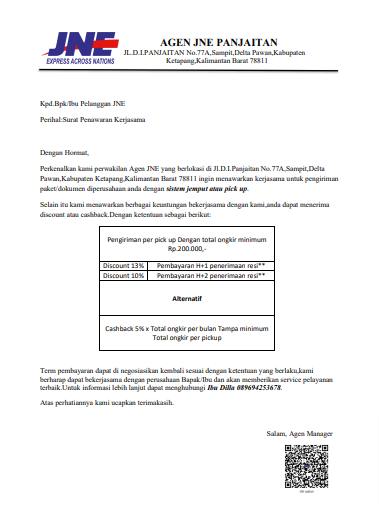 JNE
EXPRESS ACROSS NATIONS
AGEN JNE PANJAITAN
JL.D.I.PANJAITAN No.77A,Sampit,Delta Pawan,Kabupaten
Ketapang,Kalimantan Barat 78811
Kpd.Bpk/Ibu Pelanggan JNE
Perihal:Surat Penawaran Kerjasama
Dengan Hormat,
Perkenalkan kami perwakilan Agen JNE yang berlokasi di Jl.D.I.Panjaitan No.77A,Sampit,Delta
Pawan,Kabupaten Ketapang,Kalimantan Barat 78811 ingin menawarkan kerjasama untuk pengiriman
paket/dokumen diperusahaan anda dengan sistem jemput atau pick up.
Selain itu kami menawarkan berbagai keuntungan bekerjasama dengan kami,anda dapat menerima
discount atau cashback.Dengan ketentuan sebagai berikut:
Pengiriman per pick up Dengan total ongkir minimum
Rp.200.000,-
Discount 13% Pembayaran H+1 penerimaan resi**
Discount 10% Pembayaran H+2 penerimaan resi**
Alternatif
Cashback 5% x Total ongkir per bulan Tampa minimum
Total ongkir per pickup
Term pembayaran dapat di negosiasikan kembali sesuai dengan ketentuan yang berlaku,kami
berharap dapat bekerjasama dengan perusahaan Bapak/Ibu dan akan memberikan service pelayanan
terbaik.Untuk informasi lebih lanjut dapat menghubungi Ibu Dilla 089694253678.
Atas perhatiannya kami ucapkan terimakasih.
Salam, Agen Manager